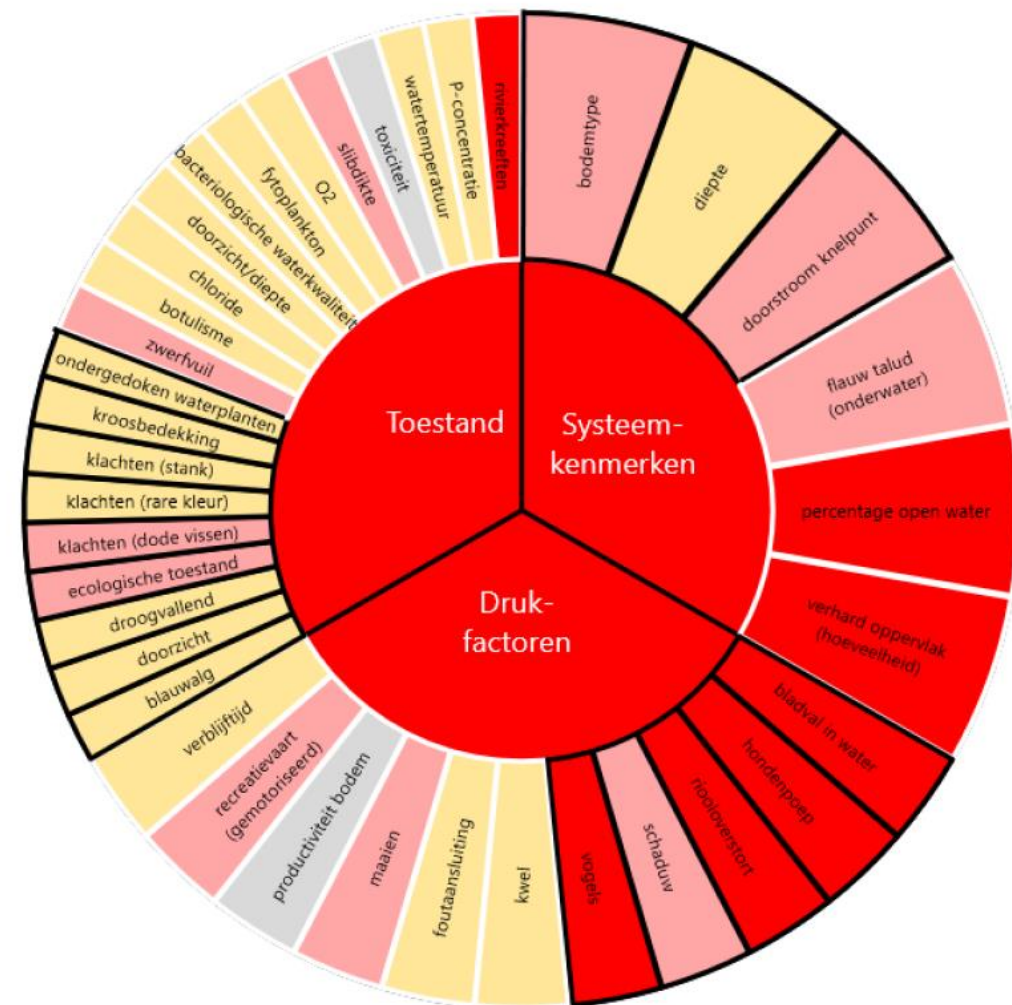 Toestand
Systeem-
kenmerken
Druk-
factoren
bodemtype
diepte
doorstroom knelpunt
flauw talud
(onderwater)
percentage open water
verhard oppervlak
(hoeveelheid)
bladval in water
hondenpoep
riooloverstort
schaduw
vogels
kwel
foutaansluiting
maaien
productiviteit bodem
recreatievaart
(gemotoriseerd)
verblijftijd
blauwalg
doorzicht
droogvallend
ecologische toestand
klachten (dode vissen)
klachten (rare kleur)
klachten (stank)
kroosbedekking
ondergedoken waterplanten
zwerfvuil
botulisme
chloride
doorzicht/diepte
bacteriologische waterkwaliteit
fytoplankton
O2
slibdikte
toxiciteit
watertemperatuur
P-concentratie
rivierkreeften